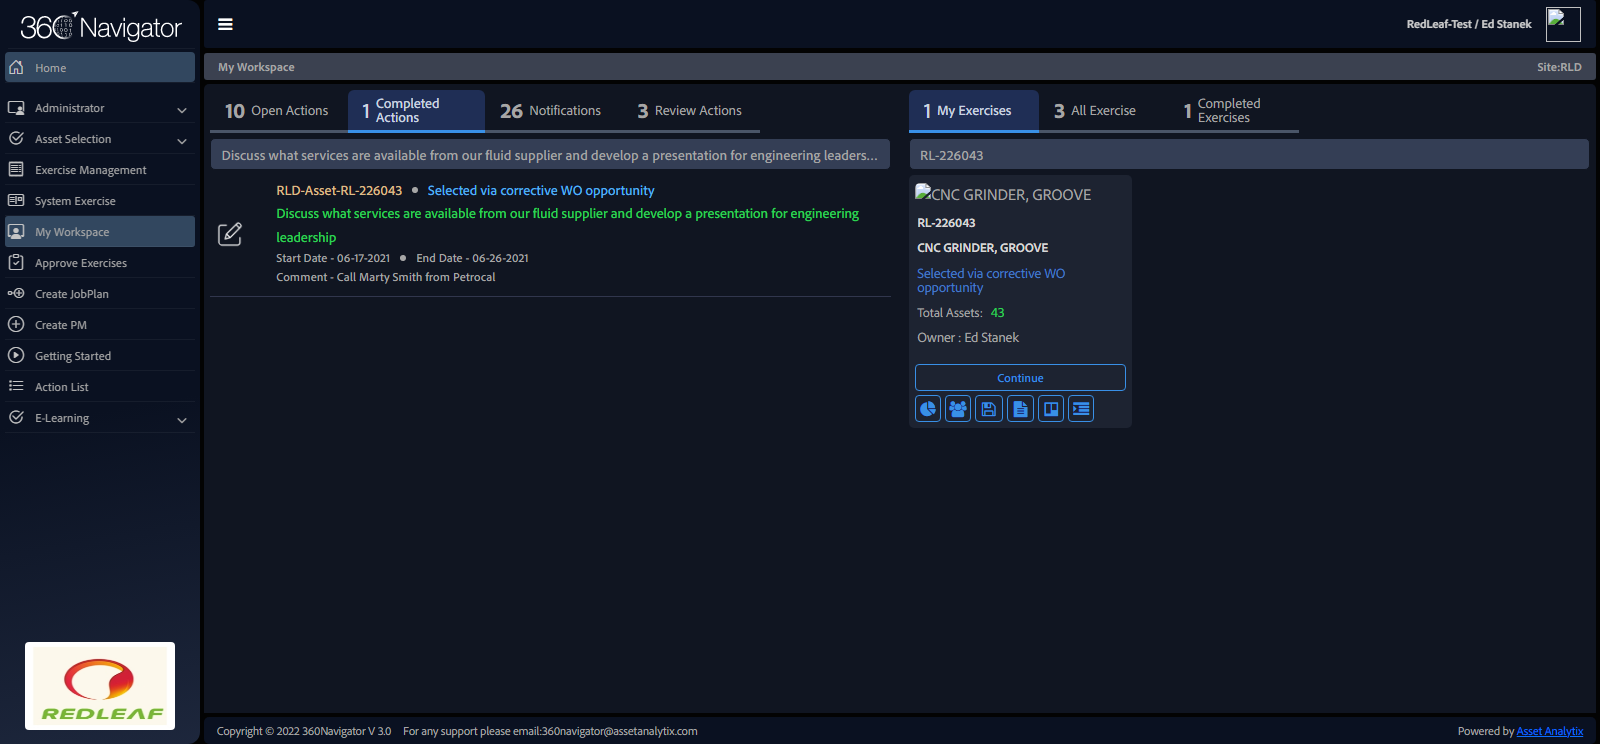 360 Navigator
RedLeaf-Test / Ed Stanek
Home
My Workspace
Site:RLD
Administrator
Asset Selection
Exercise Management
System Exercise
My Workspace
Approve Exercises
Create JobPlan
Create PM
Getting Started
Action List
E-Learning
REDLEAF
10 Open Actions
1 Completed
Actions
26 Notifications
3 Review Actions
Discuss what services are available from our fluid supplier and develop a presentation for engineering leaders...
RLD-Asset-RL-226043 • Selected via corrective WO opportunity
Discuss what services are available from our fluid supplier and develop a presentation for engineering
leadership
Start Date - 06-17-2021 • End Date - 06-26-2021
Comment - Call Marty Smith from Petrocal
1 My Exercises
3 All Exercise
1 Completed
Exercises
RL-226043
CNC GRINDER, GROOVE
RL-226043
CNC GRINDER, GROOVE
Selected via corrective WO
opportunity
Total Assets: 43
Owner : Ed Stanek
Continue
Copyright © 2022 360Navigator V 3.0 For any support please email:360navigator@assetanalytix.com
Powered by Asset Analytix